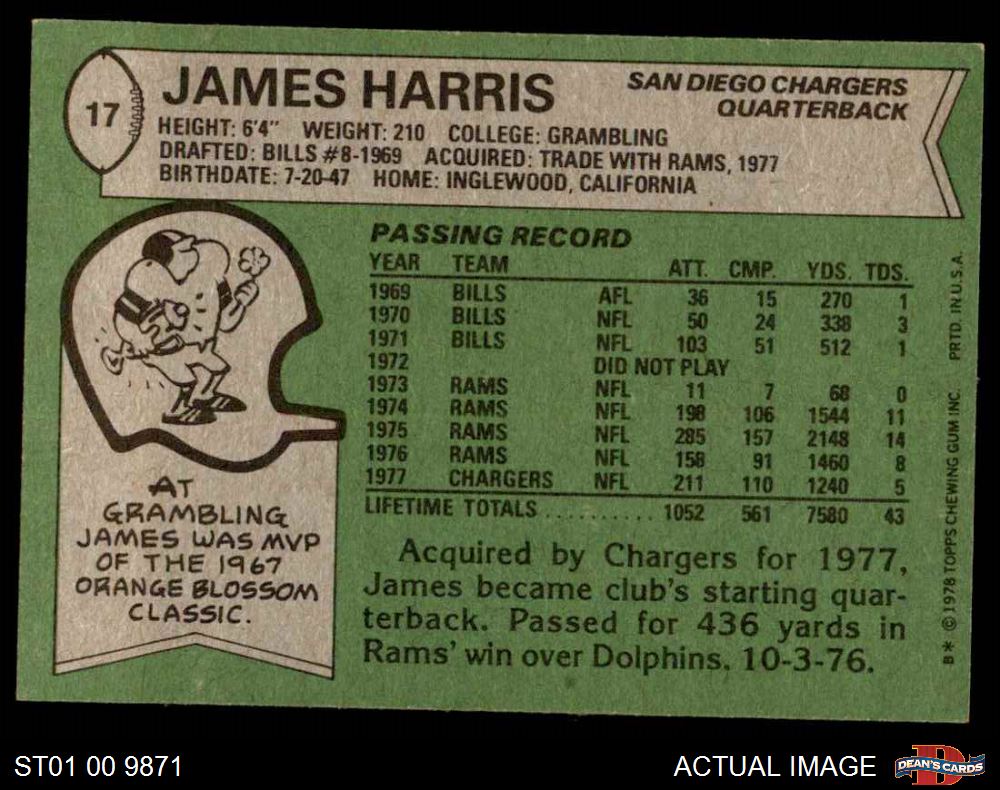 17
JAMES HARRIS
SAN DIEGO CHARGERS
QUARTERBACK
HEIGHT: 6'4" WEIGHT: 210 COLLEGE: GRAMBLING
DRAFTED: BILLS #8-1969 ACQUIRED: TRADE WITH RAMS, 1977
BIRTHDATE: 7-20-47 HOME: INGLEWOOD, CALIFORNIA
PASSING RECORD
YEAR TEAM ATT. CMP. YDS. TDS.
1969 BILLS AFL 36 15 270 1
1970 BILLS NFL 50 24 338 3
1971 BILLS NFL 103 51 512 1
1972 DID NOT PLAY
1973 RAMS NFL 11 7 68 0
1974 RAMS NFL 198 106 1544 11
1975 RAMS NFL 285 157 2148 14
1976 RAMS NFL 158 91 1460 8
1977 CHARGERS NFL 211 110 1240 5
LIFETIME TOTALS .......... 1052 561 7580 43
AT
GRAMBLING
JAMES WAS MVP
OF THE 1967
ORANGE BLOSSOM
CLASSIC.
Acquired by Chargers for 1977,
James became club's starting quar-
terback. Passed for 436 yards in
Rams' win over Dolphins, 10-3-76.
B* © 1978 TOPPS CHEWING GUM INC. PRTD. IN U.S.A.
ST01 00 9871
ACTUAL IMAGE
D
DEAN'S CARDS